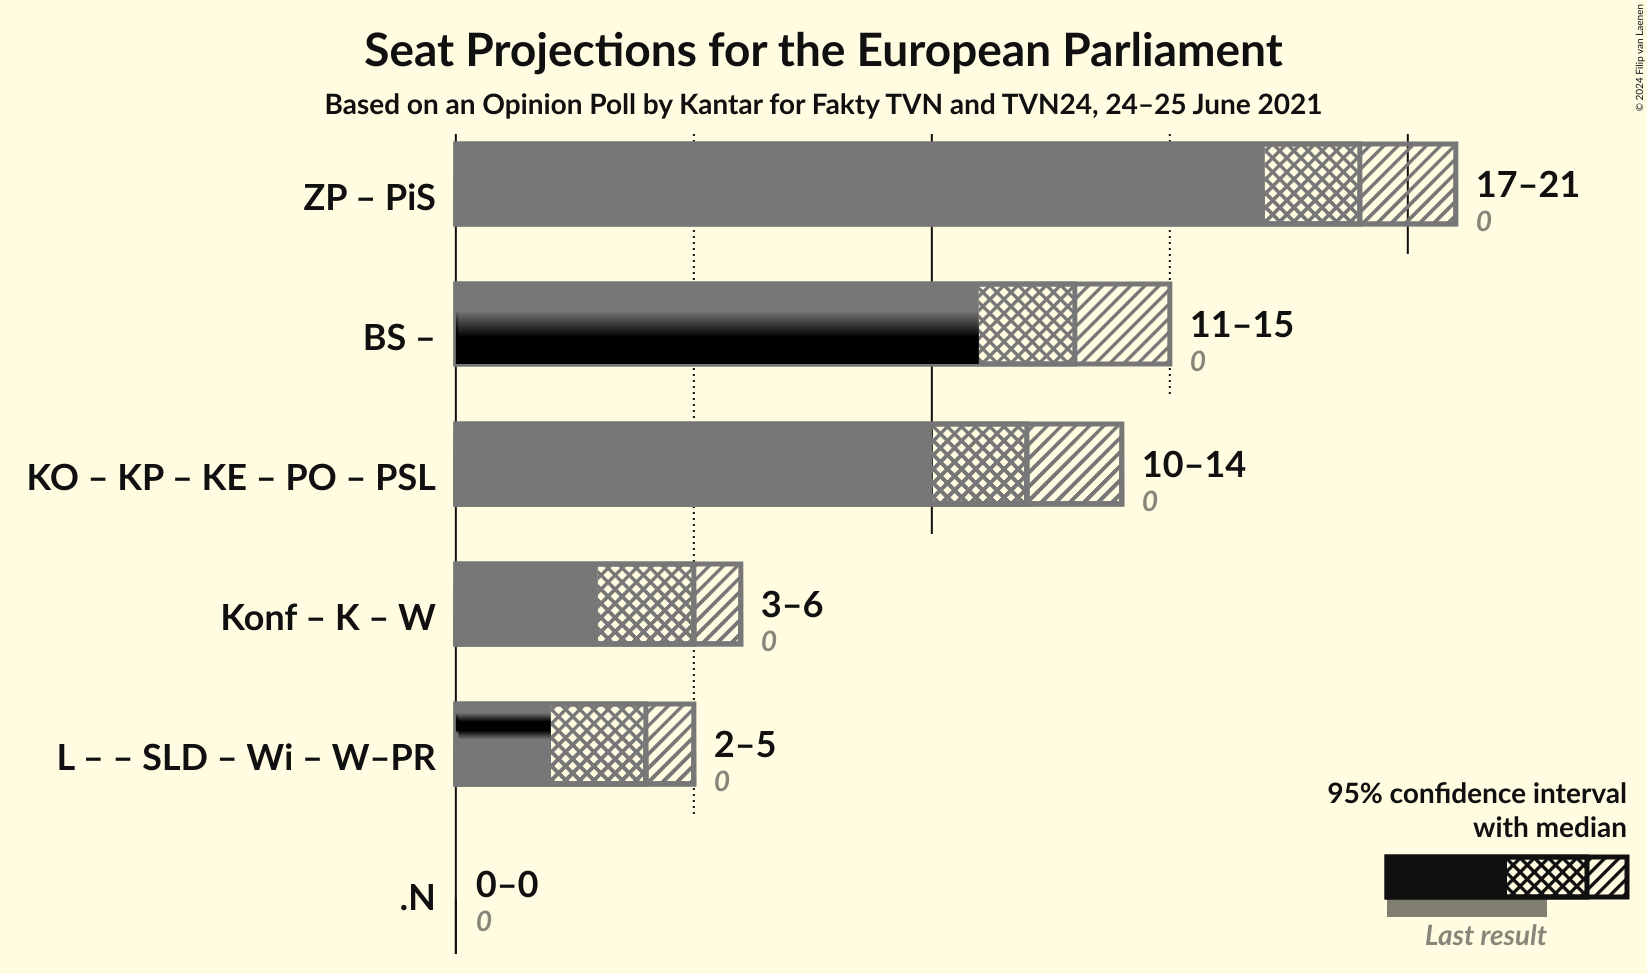 Seat Projections for the European Parliament
Based on an Opinion Poll by Kantar for Fakty TVN and TVN24, 24–25 June 2021
© 2024 Filip van Laenen
ZP – PiS
17–21
0
BS –
11–15
0
KO – KP – KE – PO – PSL
10–14
0
Konf – K – W
3–6
0
L – – SLD – Wi – W–PR
2–5
0
.N
0–0
0
95% confidence interval
with median
Last result